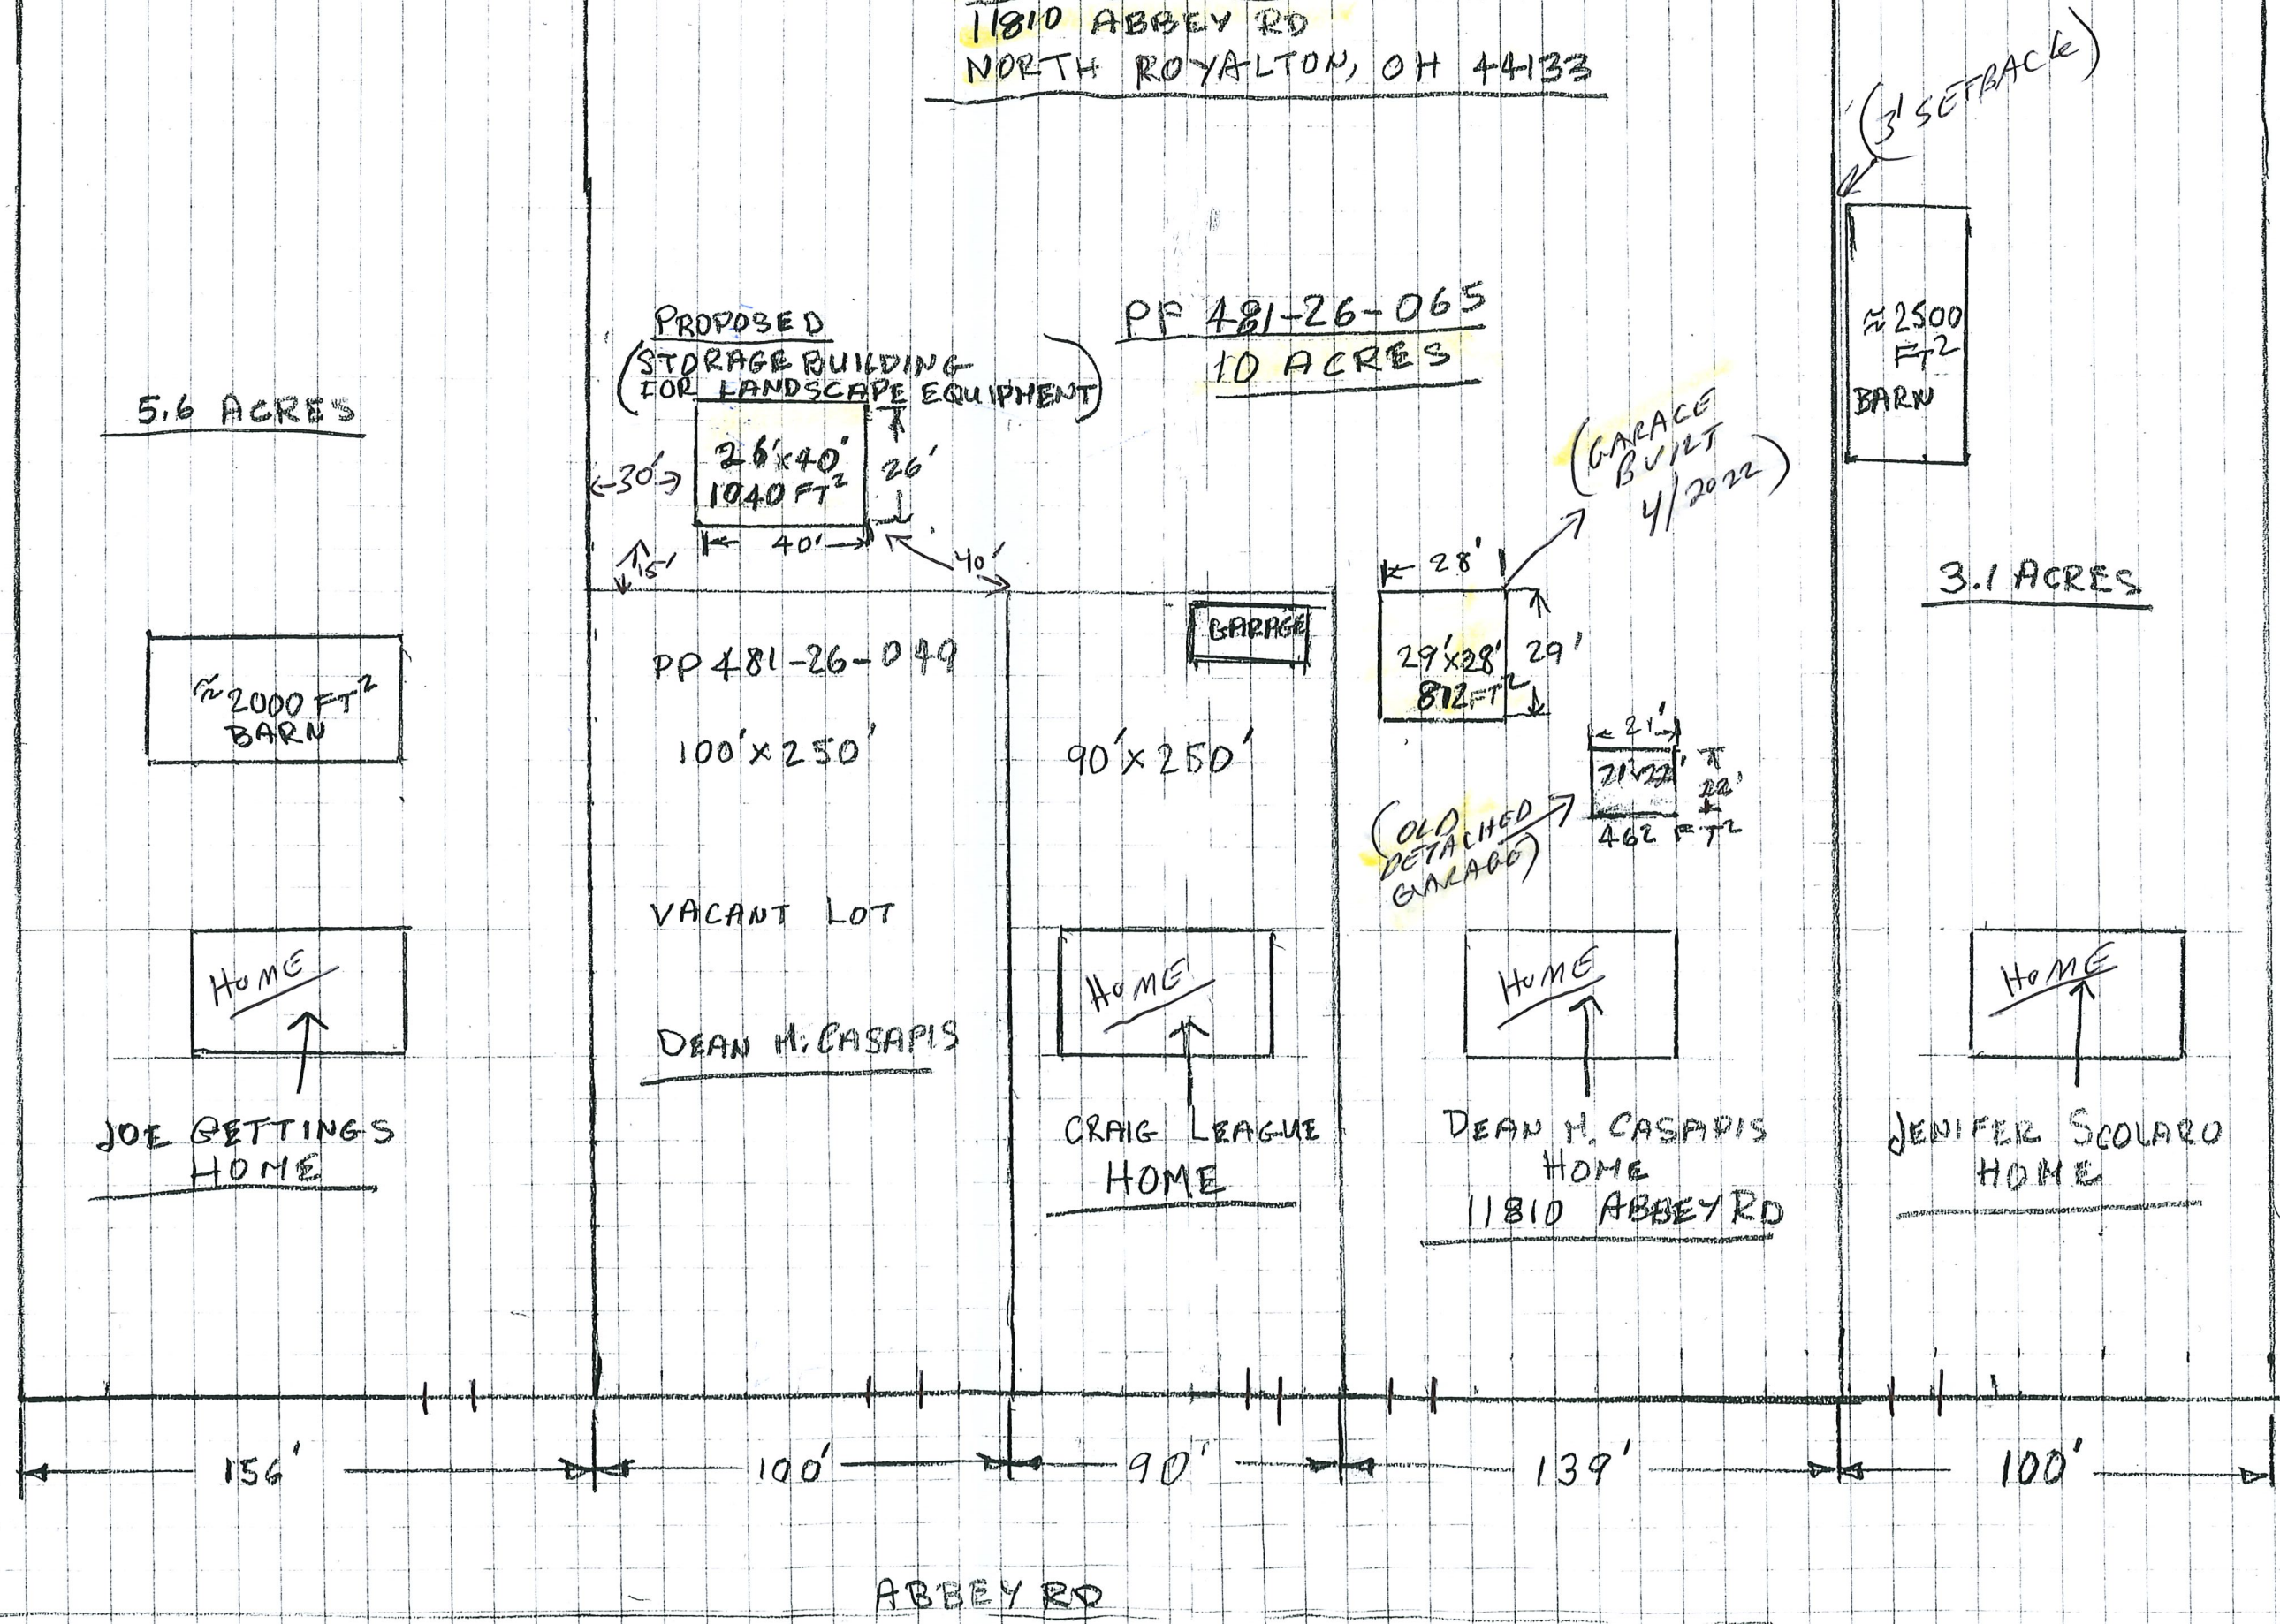 11810 ABBEY RD
NORTH ROYALTON, OH 44133
(3' SETBACK)
≈2500
FT²
BARN
PROPOSED
(STORAGE BUILDING
FOR LANDSCAPE EQUIPMENT)
PP 481-26-065
10 ACRES
5.6 ACRES
26'x40'
1040 FT²
←30'→
26'
40'
15'
40'
(GARAGE
BUILT
4/2022)
28'
29'x28'
812 FT²
29'
3.1 ACRES
GARAGE
≈2000 FT²
BARN
PP 481-26-049
100'x250'
90'x250'
21'
21'x22'
22'
462 FT²
(OLD
DETACHED
GARAGE)
VACANT LOT
DEAN M. CASAPIS
HOME
HOME
HOME
HOME
JOE GETTINGS
HOME
CRAIG LEAGUE
HOME
DEAN M. CASAPIS
HOME
11810 ABBEY RD
JENIFER SCOLARO
HOME
156'
100'
90'
139'
100'
ABBEY RD